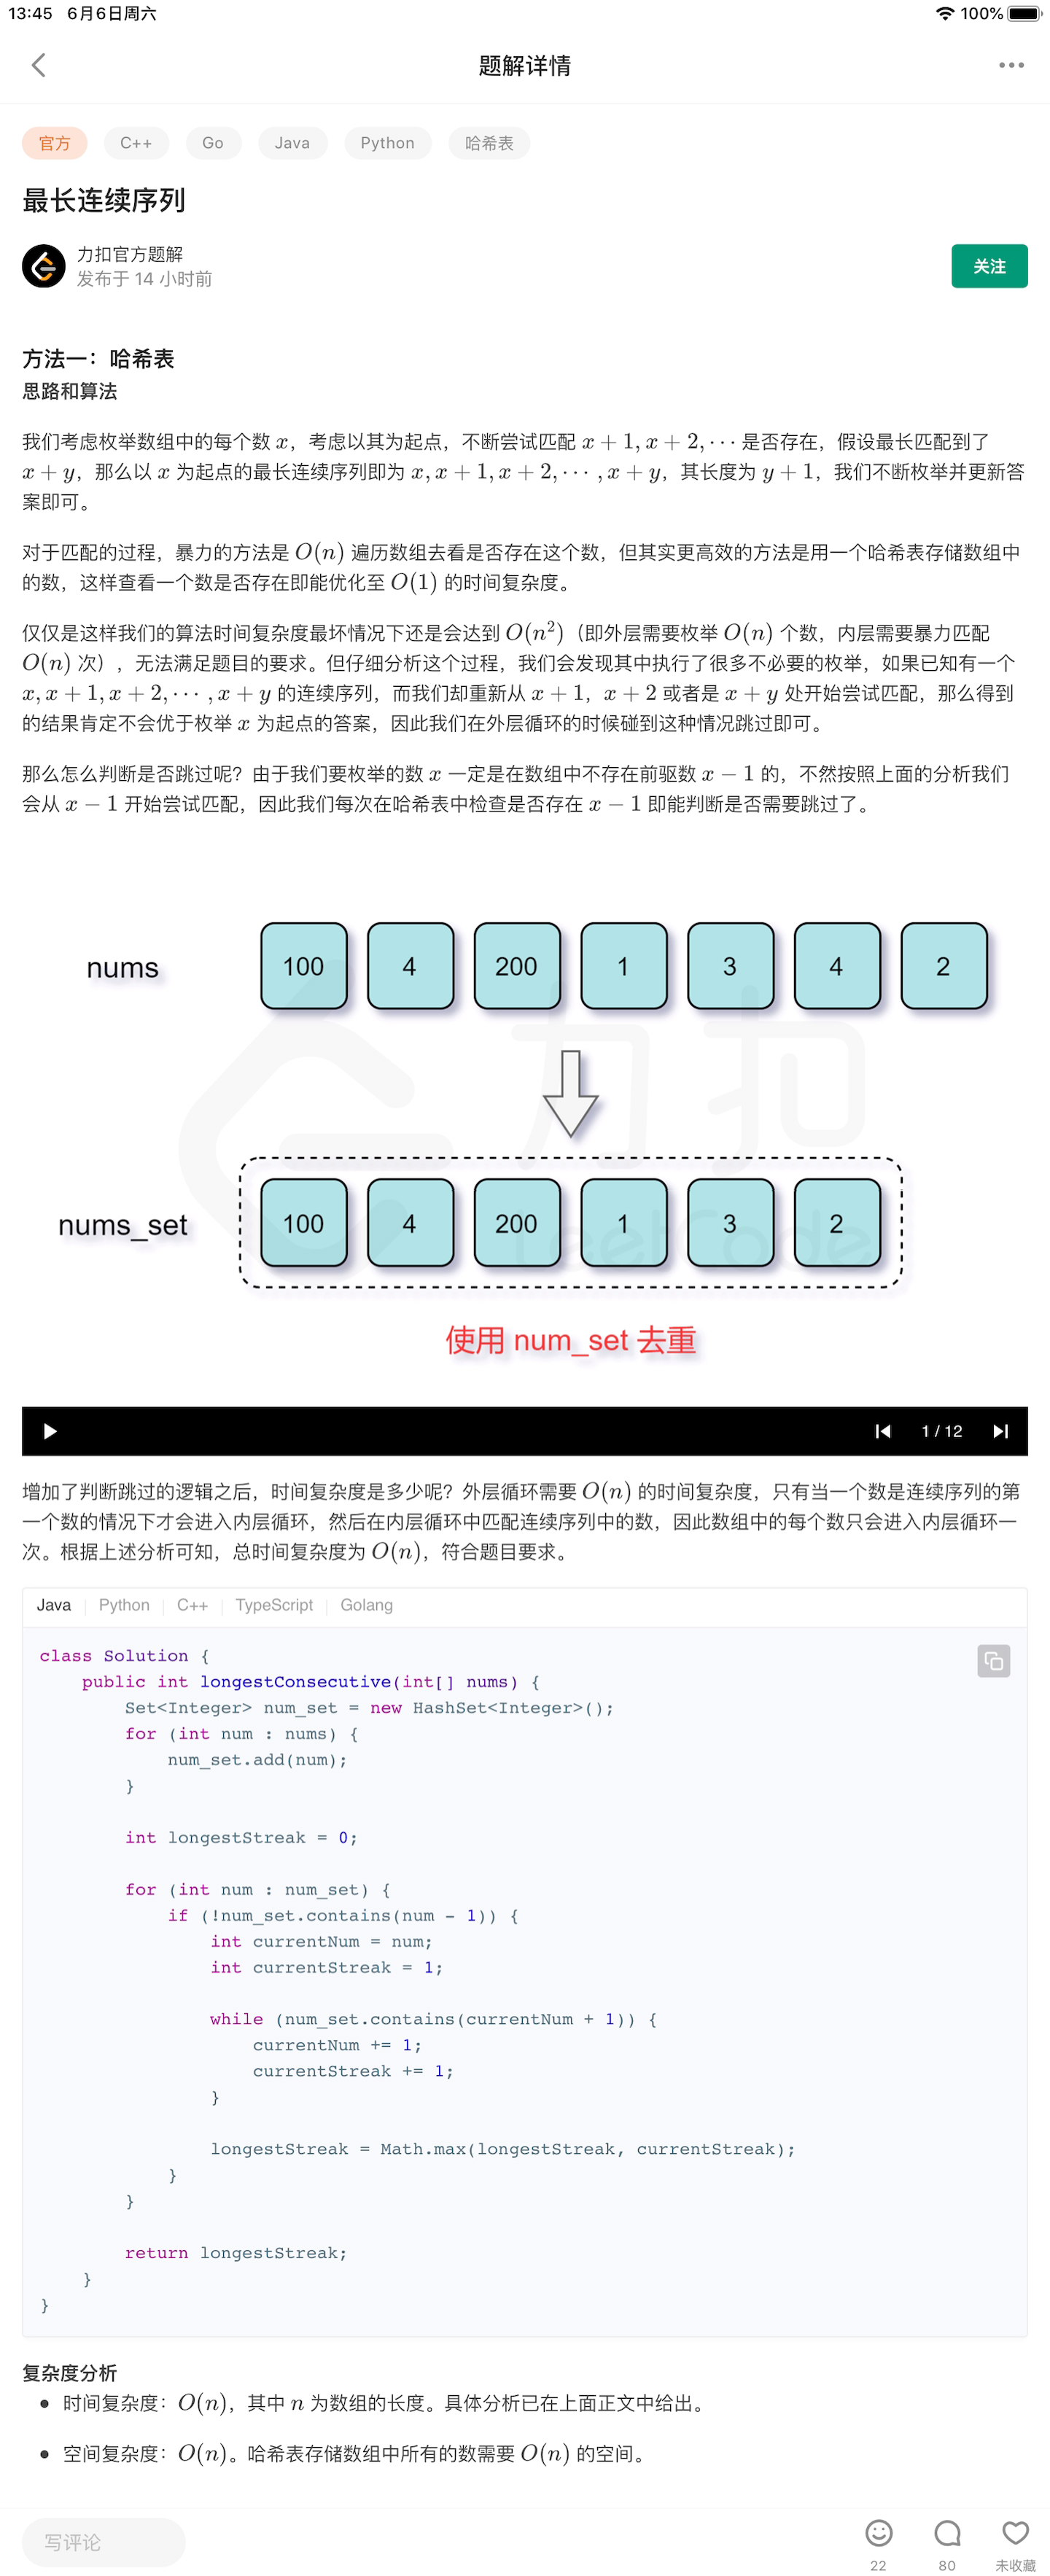 13:45 6月6日周六
100%
题解详情
官方 C++ Go Java Python 哈希表
最长连续序列
力扣官方题解
发布于 14 小时前
关注
方法一：哈希表
思路和算法
我们考虑枚举数组中的每个数 x，考虑以其为起点，不断尝试匹配 x + 1, x + 2, ⋯ 是否存在，假设最长匹配到了
x + y，那么以 x 为起点的最长连续序列即为 x, x + 1, x + 2, ⋯ , x + y，其长度为 y + 1，我们不断枚举并更新答
案即可。
对于匹配的过程，暴力的方法是 O(n) 遍历数组去看是否存在这个数，但其实更高效的方法是用一个哈希表存储数组中
的数，这样查看一个数是否存在即能优化至 O(1) 的时间复杂度。
仅仅是这样我们的算法时间复杂度最坏情况下还是会达到 O(n²)（即外层需要枚举 O(n) 个数，内层需要暴力匹配
O(n) 次），无法满足题目的要求。但仔细分析这个过程，我们会发现其中执行了很多不必要的枚举，如果已知有一个
x, x + 1, x + 2, ⋯ , x + y 的连续序列，而我们却重新从 x + 1，x + 2 或者是 x + y 处开始尝试匹配，那么得到
的结果肯定不会优于枚举 x 为起点的答案，因此我们在外层循环的时候碰到这种情况跳过即可。
那么怎么判断是否跳过呢？由于我们要枚举的数 x 一定是在数组中不存在前驱数 x − 1 的，不然按照上面的分析我们
会从 x − 1 开始尝试匹配，因此我们每次在哈希表中检查是否存在 x − 1 即能判断是否需要跳过了。
nums 100 4 200 1 3 4 2
力扣
nums_set 100 4 200 1 3 2
LeetCode
使用 num_set 去重
1 / 12
增加了判断跳过的逻辑之后，时间复杂度是多少呢？外层循环需要 O(n) 的时间复杂度，只有当一个数是连续序列的第
一个数的情况下才会进入内层循环，然后在内层循环中匹配连续序列中的数，因此数组中的每个数只会进入内层循环一
次。根据上述分析可知，总时间复杂度为 O(n)，符合题目要求。
Java Python C++ TypeScript Golang
class Solution {
    public int longestConsecutive(int[] nums) {
        Set<Integer> num_set = new HashSet<Integer>();
        for (int num : nums) {
            num_set.add(num);
        }
        int longestStreak = 0;
        for (int num : num_set) {
            if (!num_set.contains(num - 1)) {
                int currentNum = num;
                int currentStreak = 1;
                while (num_set.contains(currentNum + 1)) {
                    currentNum += 1;
                    currentStreak += 1;
                }
                longestStreak = Math.max(longestStreak, currentStreak);
            }
        }
        return longestStreak;
    }
}
复杂度分析
• 时间复杂度：O(n)，其中 n 为数组的长度。具体分析已在上面正文中给出。
• 空间复杂度：O(n)。哈希表存储数组中所有的数需要 O(n) 的空间。
写评论
22 80 未收藏